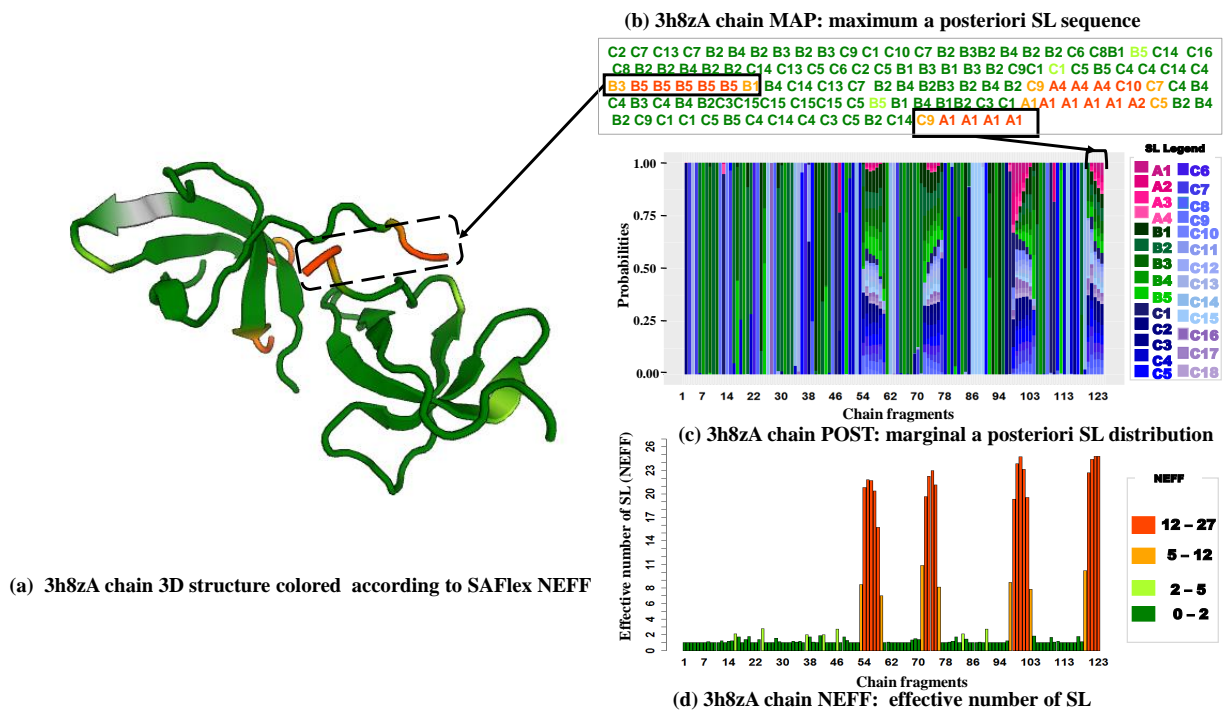 (b) 3h8zA chain MAP: maximum a posteriori SL sequence
C2 C7 C13 C7 B2 B4 B2 B3 B2 B3 C9 C1 C10 C7 B2 B3B2 B4 B2 B2 C6 C8B1 B5 C14 C16
C8 B2 B2 B4 B2 B2 C14 C13 C5 C6 C2 C5 B1 B3 B1 B3 B2 C9C1 C1 C5 B5 C4 C4 C14 C4
B3 B5 B5 B5 B5 B5 B1 B4 C14 C13 C7 B2 B4 B2B3 B2 B4 B2 C9 A4 A4 A4 C10 C7 C4 B4
C4 B3 C4 B4 B2C3C15C15 C15C15 C5 B5 B1 B4 B1B2 C3 C1 A1A1 A1 A1 A1 A2 C5 B2 B4
B2 C9 C1 C1 C5 B5 C4 C14 C4 C3 C5 B2 C14 C9 A1 A1 A1 A1
Probabilities
1.00
0.75
0.50
0.25
0.00
1 7 14 22 30 38 46 54 62 70 78 86 94 103 113 123
Chain fragments
SL Legend
A1 C6
A2 C7
A3 C8
A4 C9
B1 C10
B2 C11
B3 C12
B4 C13
B5 C14
C1 C15
C2 C16
C3 C17
C4 C18
C5
(c) 3h8zA chain POST: marginal a posteriori SL distribution
Effective number of SL (NEFF)
26
23
20
17
14
11
8
6
4
2
0
1 7 14 22 30 38 46 54 62 70 78 86 94 103 113 123
Chain fragments
NEFF
12 – 27
5 – 12
2 – 5
0 – 2
(a) 3h8zA chain 3D structure colored according to SAFlex NEFF
(d) 3h8zA chain NEFF: effective number of SL